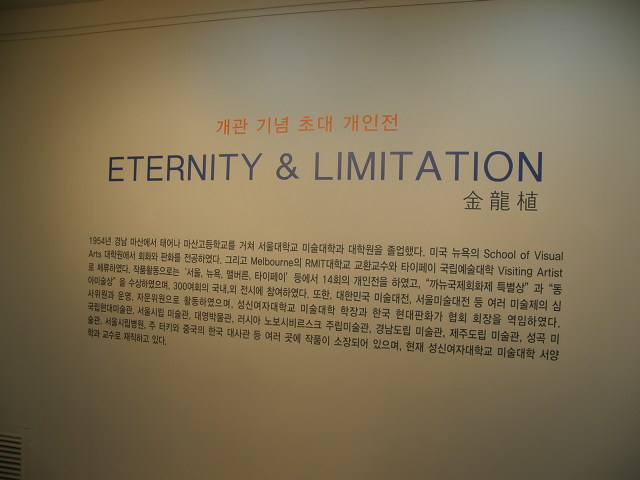 개관 기념 초대 개인전
ETERNITY & LIMITATION
金龍植
1954년 경남 마산에서 태어나 마산고등학교를 거쳐 서울대학교 미술대학과 대학원을 졸업했다. 미국 뉴욕의 School of Visual
Arts 대학원에서 회화와 판화를 전공하였다. 그리고 Melbourne의 RMIT대학교 교환교수와 타이페이 국립예술대학 Visiting Artist
로 체류하였다. 작품활동으로는 '서울, 뉴욕, 멜버른, 타이페이' 등에서 14회의 개인전을 하였고, "까뉴국제회화제 특별상" 과 "동
아미술상" 을 수상하였으며, 300여회의 국내,외 전시에 참여하였다. 또한, 대한민국 미술대전, 서울미술대전 등 여러 미술제의 심
사위원과 운영, 자문위원으로 활동하였으며, 성신여자대학교 미술대학 학장과 한국 현대판화가 협회 회장을 역임하였다.
국립현대미술관, 서울시립 미술관, 대영박물관, 러시아 노보시비르스크 주립미술관, 경남도립 미술관, 제주도립 미술관, 성곡 미
술관, 서울시립병원, 주 터키와 중국의 한국 대사관 등 여러 곳에 작품이 소장되어 있으며, 현재 성신여자대학교 미술대학 서양
학과 교수로 재직하고 있다.